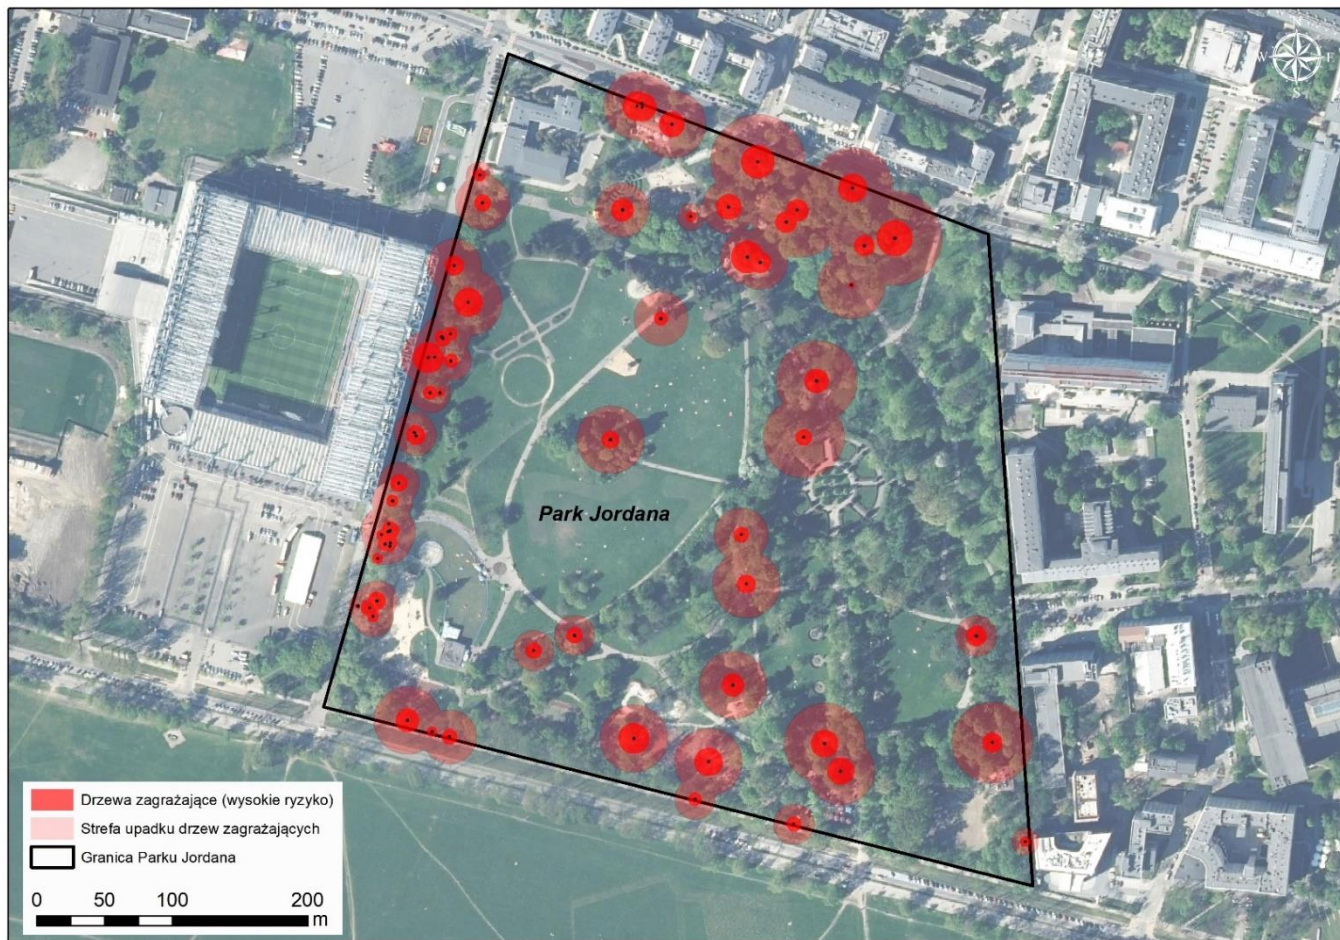 N
W E
S
Park Jordana
Drzewa zagrażające (wysokie ryzyko)
Strefa upadku drzew zagrażających
Granica Parku Jordana
0 50 100 200
m